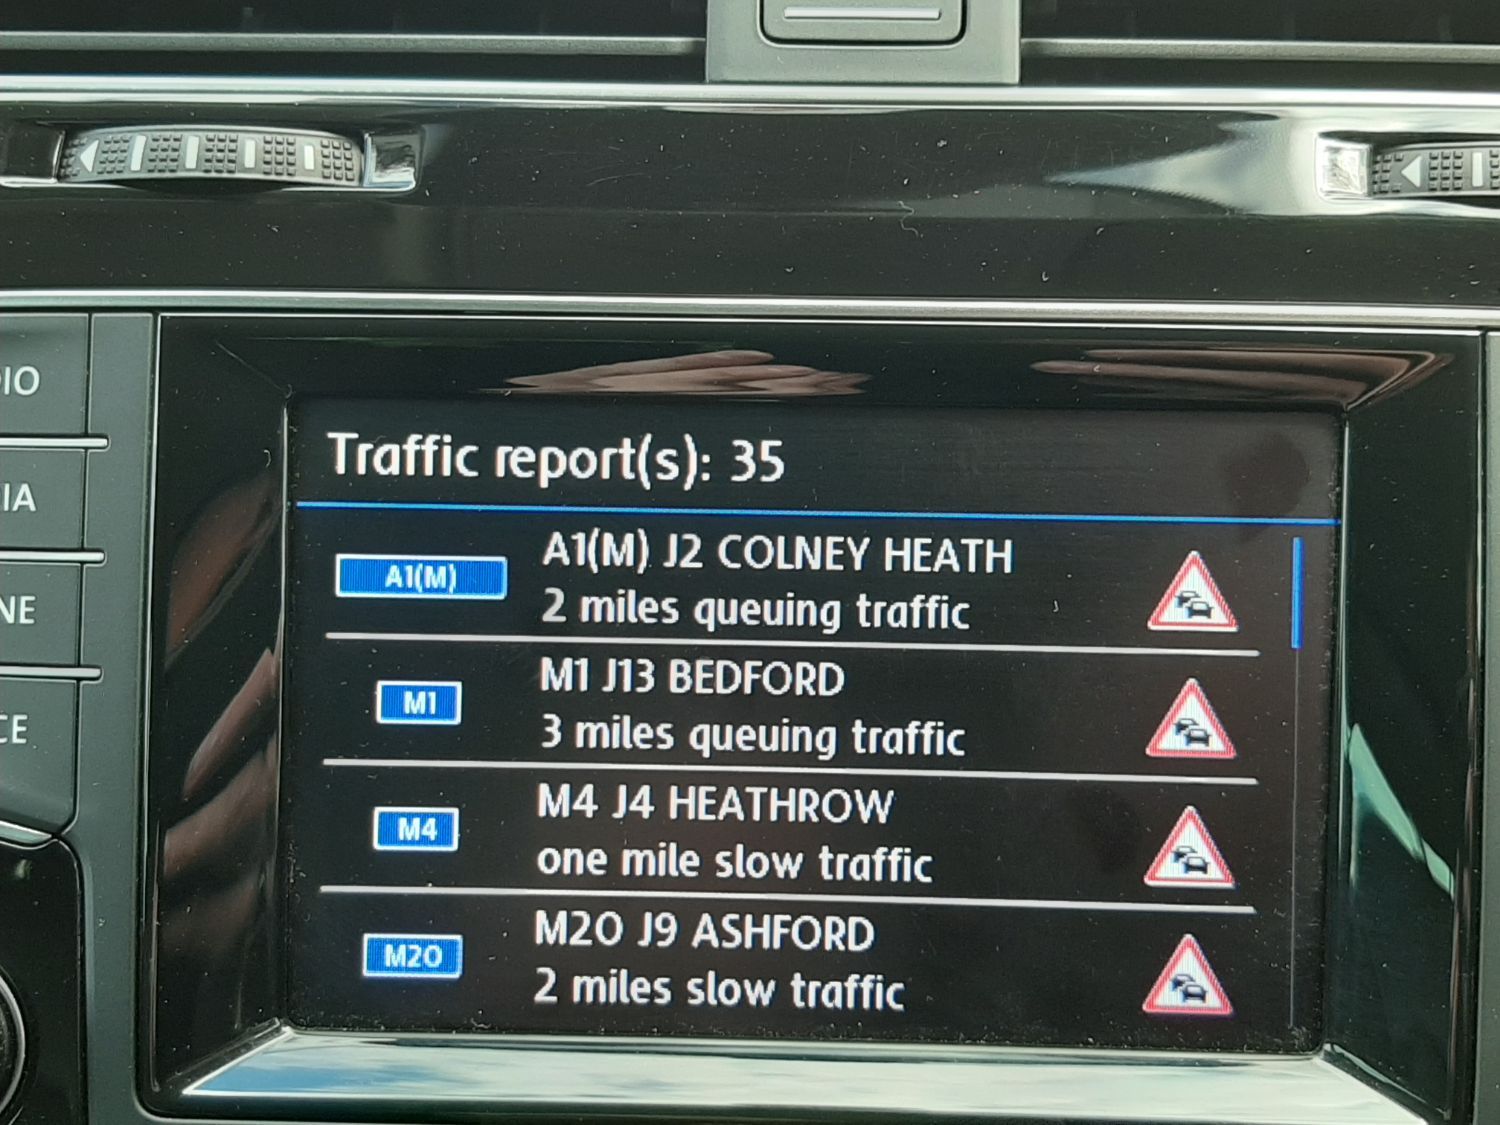 Traffic report(s): 35
A1(M)
A1(M) J2 COLNEY HEATH
2 miles queuing traffic
M1
M1 J13 BEDFORD
3 miles queuing traffic
M4
M4 J4 HEATHROW
one mile slow traffic
M20
M20 J9 ASHFORD
2 miles slow traffic